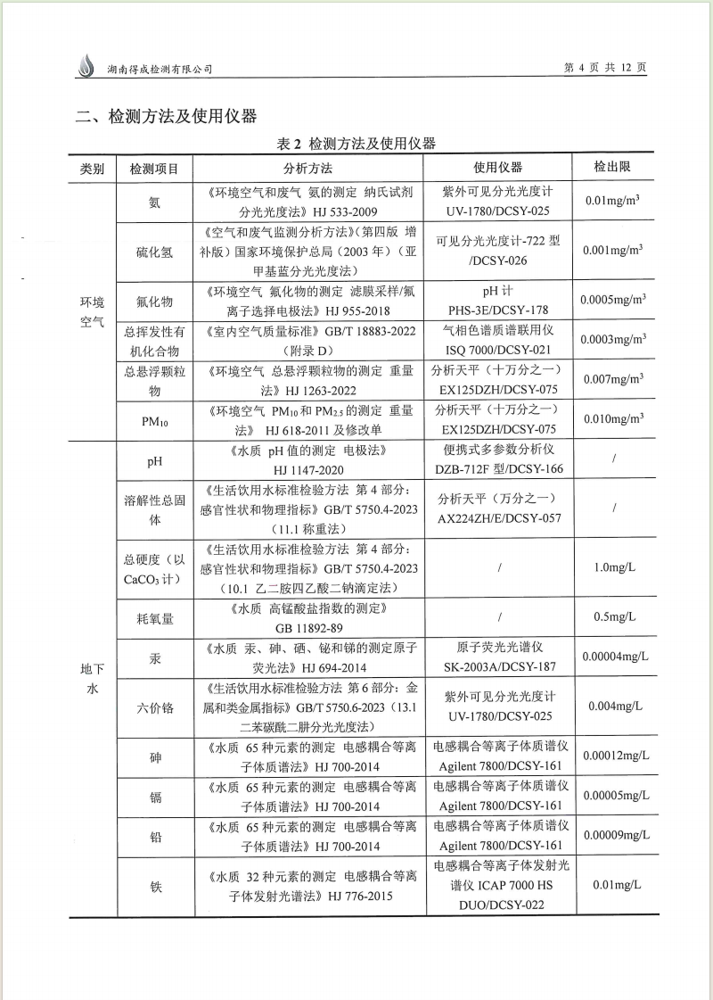 湖南得成检测有限公司
第 4 页 共 12 页
二、检测方法及使用仪器
表 2 检测方法及使用仪器
类别 检测项目 分析方法 使用仪器 检出限
环境
空气
氨
《环境空气和废气 氨的测定 纳氏试剂
分光光度法》HJ 533-2009
紫外可见分光光度计
UV-1780/DCSY-025
0.01mg/m³
硫化氢
《空气和废气监测分析方法》（第四版 增
补版）国家环境保护总局（2003 年）（亚
甲基蓝分光光度法）
可见分光光度计-722 型
/DCSY-026
0.001mg/m³
氟化物
《环境空气 氟化物的测定 滤膜采样/氟
离子选择电极法》HJ 955-2018
pH 计
PHS-3E/DCSY-178
0.0005mg/m³
总挥发性有
机化合物
《室内空气质量标准》GB/T 18883-2022
（附录 D）
气相色谱质谱联用仪
ISQ 7000/DCSY-021
0.0003mg/m³
总悬浮颗粒
物
《环境空气 总悬浮颗粒物的测定 重量
法》HJ 1263-2022
分析天平（十万分之一）
EX125DZH/DCSY-075
0.007mg/m³
PM₁₀
《环境空气 PM₁₀和 PM₂.₅的测定 重量
法》 HJ 618-2011 及修改单
分析天平（十万分之一）
EX125DZH/DCSY-075
0.010mg/m³
地下
水
pH
《水质 pH 值的测定 电极法》
HJ 1147-2020
便携式多参数分析仪
DZB-712F 型/DCSY-166
/
溶解性总固
体
《生活饮用水标准检验方法 第 4 部分：
感官性状和物理指标》GB/T 5750.4-2023
（11.1 称重法）
分析天平（万分之一）
AX224ZH/E/DCSY-057
/
总硬度（以
CaCO₃ 计）
《生活饮用水标准检验方法 第 4 部分：
感官性状和物理指标》GB/T 5750.4-2023
（10.1 乙二胺四乙酸二钠滴定法）
/
1.0mg/L
耗氧量
《水质 高锰酸盐指数的测定》
GB 11892-89
/
0.5mg/L
汞
《水质 汞、砷、硒、铋和锑的测定原子
荧光法》HJ 694-2014
原子荧光光谱仪
SK-2003A/DCSY-187
0.00004mg/L
六价铬
《生活饮用水标准检验方法 第 6 部分：金
属和类金属指标》GB/T 5750.6-2023（13.1
二苯碳酰二肼分光光度法）
紫外可见分光光度计
UV-1780/DCSY-025
0.004mg/L
砷
《水质 65 种元素的测定 电感耦合等离
子体质谱法》HJ 700-2014
电感耦合等离子体质谱仪
Agilent 7800/DCSY-161
0.00012mg/L
镉
《水质 65 种元素的测定 电感耦合等离
子体质谱法》HJ 700-2014
电感耦合等离子体质谱仪
Agilent 7800/DCSY-161
0.00005mg/L
铅
《水质 65 种元素的测定 电感耦合等离
子体质谱法》HJ 700-2014
电感耦合等离子体质谱仪
Agilent 7800/DCSY-161
0.00009mg/L
铁
《水质 32 种元素的测定 电感耦合等离
子体发射光谱法》HJ 776-2015
电感耦合等离子体发射光
谱仪 ICAP 7000 HS
DUO/DCSY-022
0.01mg/L